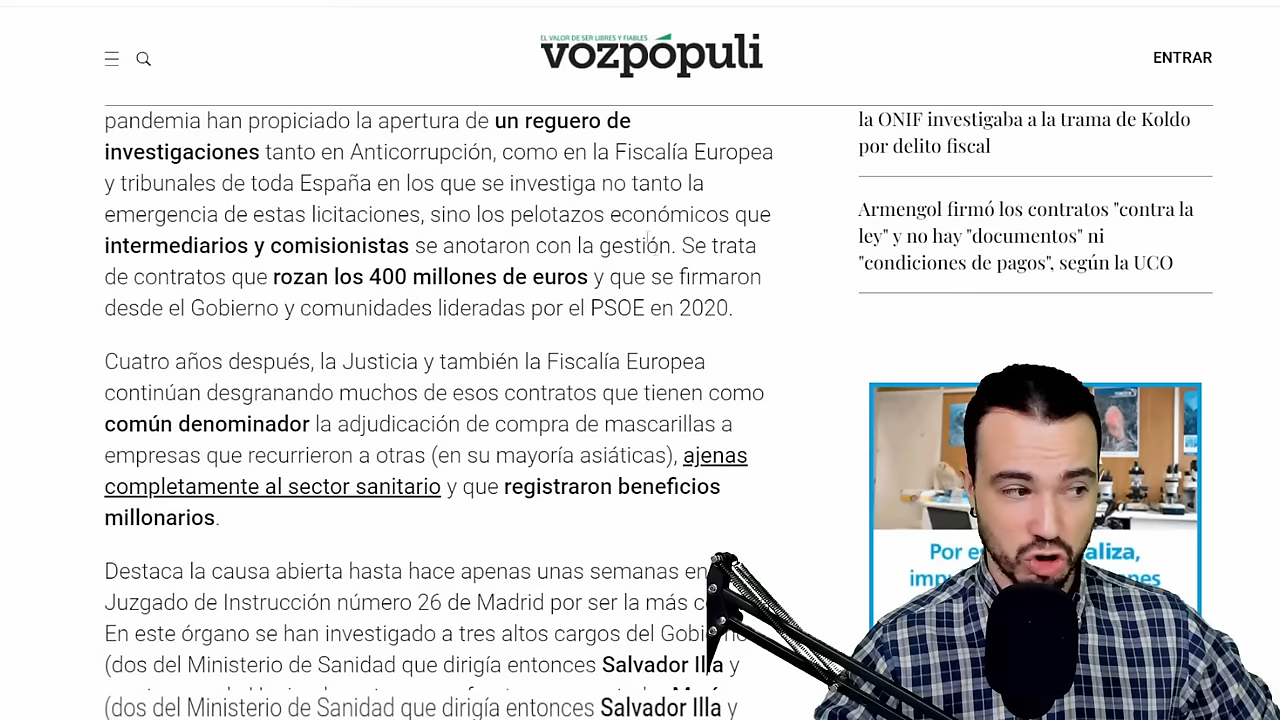 EL VALOR DE SER LIBRES Y FIABLES
vozpópuli
ENTRAR
pandemia han propiciado la apertura de un reguero de
investigaciones tanto en Anticorrupción, como en la Fiscalía Europea
y tribunales de toda España en los que se investiga no tanto la
emergencia de estas licitaciones, sino los pelotazos económicos que
intermediarios y comisionistas se anotaron con la gestión. Se trata
de contratos que rozan los 400 millones de euros y que se firmaron
desde el Gobierno y comunidades lideradas por el PSOE en 2020.
Cuatro años después, la Justicia y también la Fiscalía Europea
continúan desgranando muchos de esos contratos que tienen como
común denominador la adjudicación de compra de mascarillas a
empresas que recurrieron a otras (en su mayoría asiáticas), ajenas
completamente al sector sanitario y que registraron beneficios
millonarios.
Destaca la causa abierta hasta hace apenas unas semanas en
Juzgado de Instrucción número 26 de Madrid por ser la más
En este órgano se han investigado a tres altos cargos del
(dos del Ministerio de Sanidad que dirigía entonces Salvador Illa y
(dos del Ministerio de Sanidad que dirigía entonces Salvador Illa y
la ONIF investigaba a la trama de Koldo
por delito fiscal
Armengol firmó los contratos "contra la
ley" y no hay "documentos" ni
"condiciones de pagos", según la UCO
Por